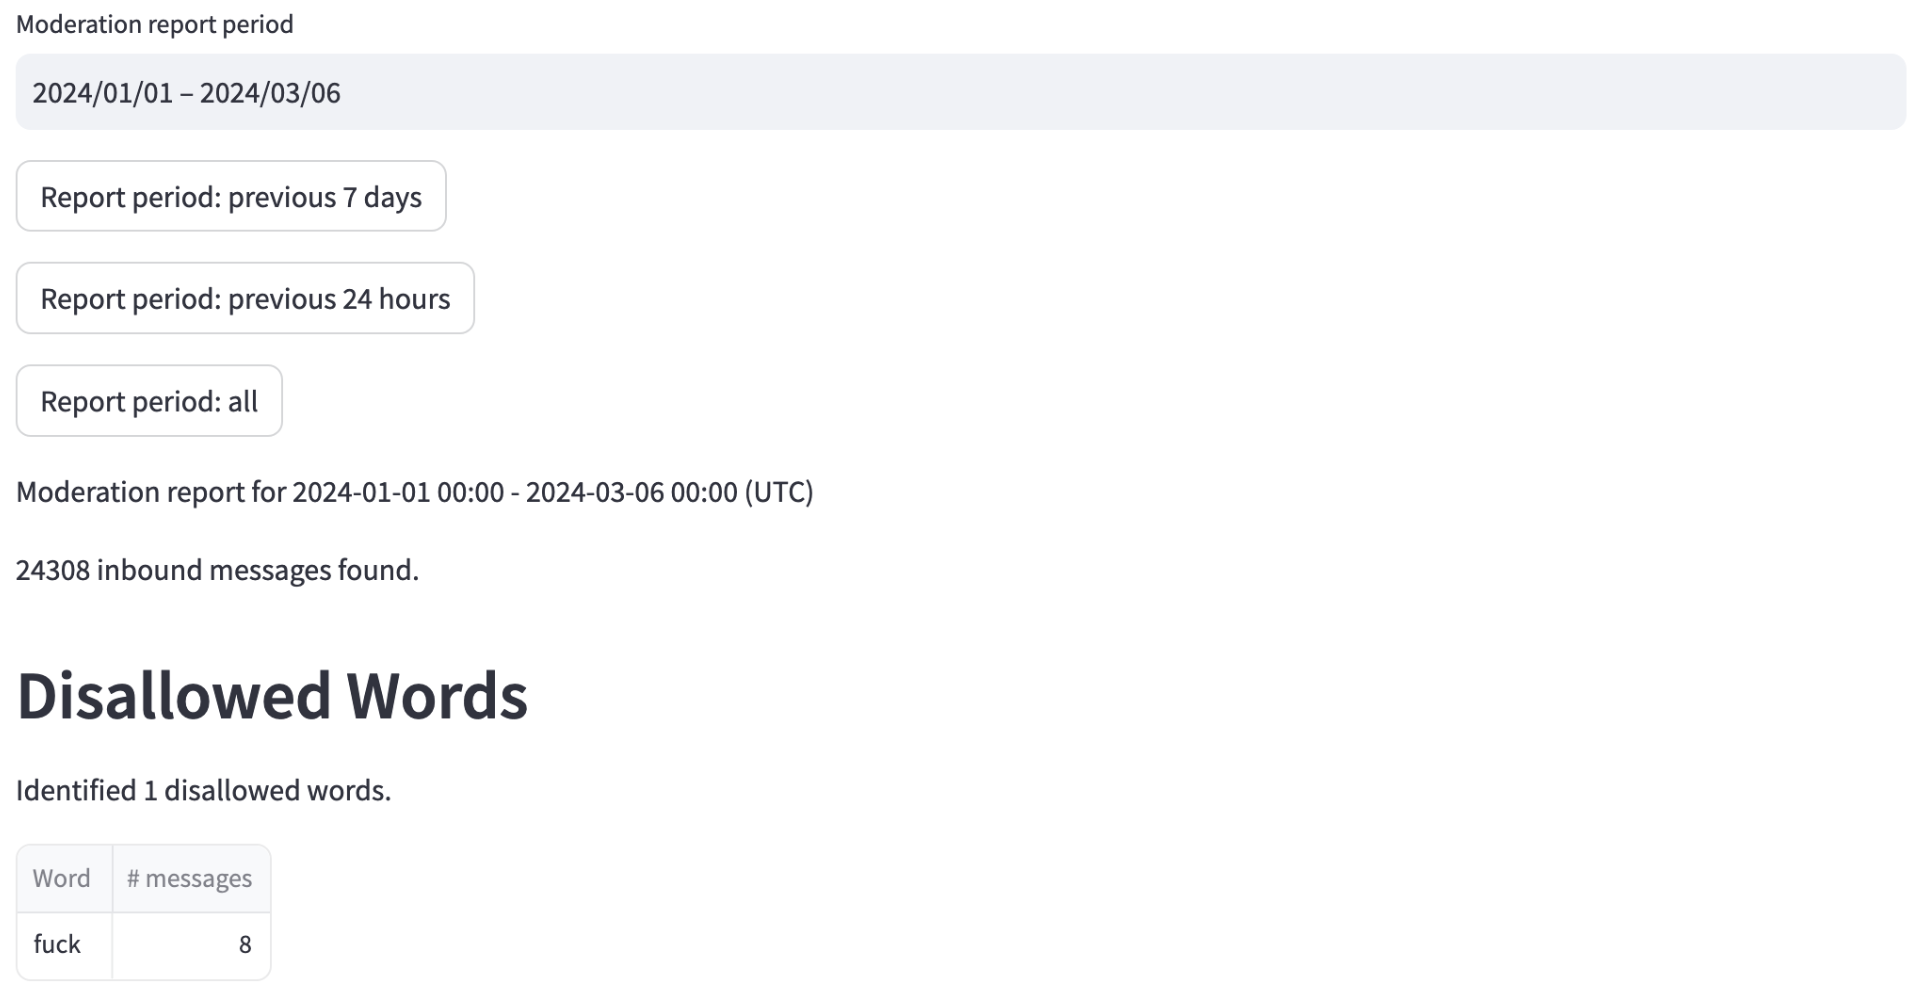 Moderation report period
2024/01/01 – 2024/03/06
Report period: previous 7 days
Report period: previous 24 hours
Report period: all
Moderation report for 2024-01-01 00:00 - 2024-03-06 00:00 (UTC)
24308 inbound messages found.
Disallowed Words
Identified 1 disallowed words.
Word # messages
fuck 8